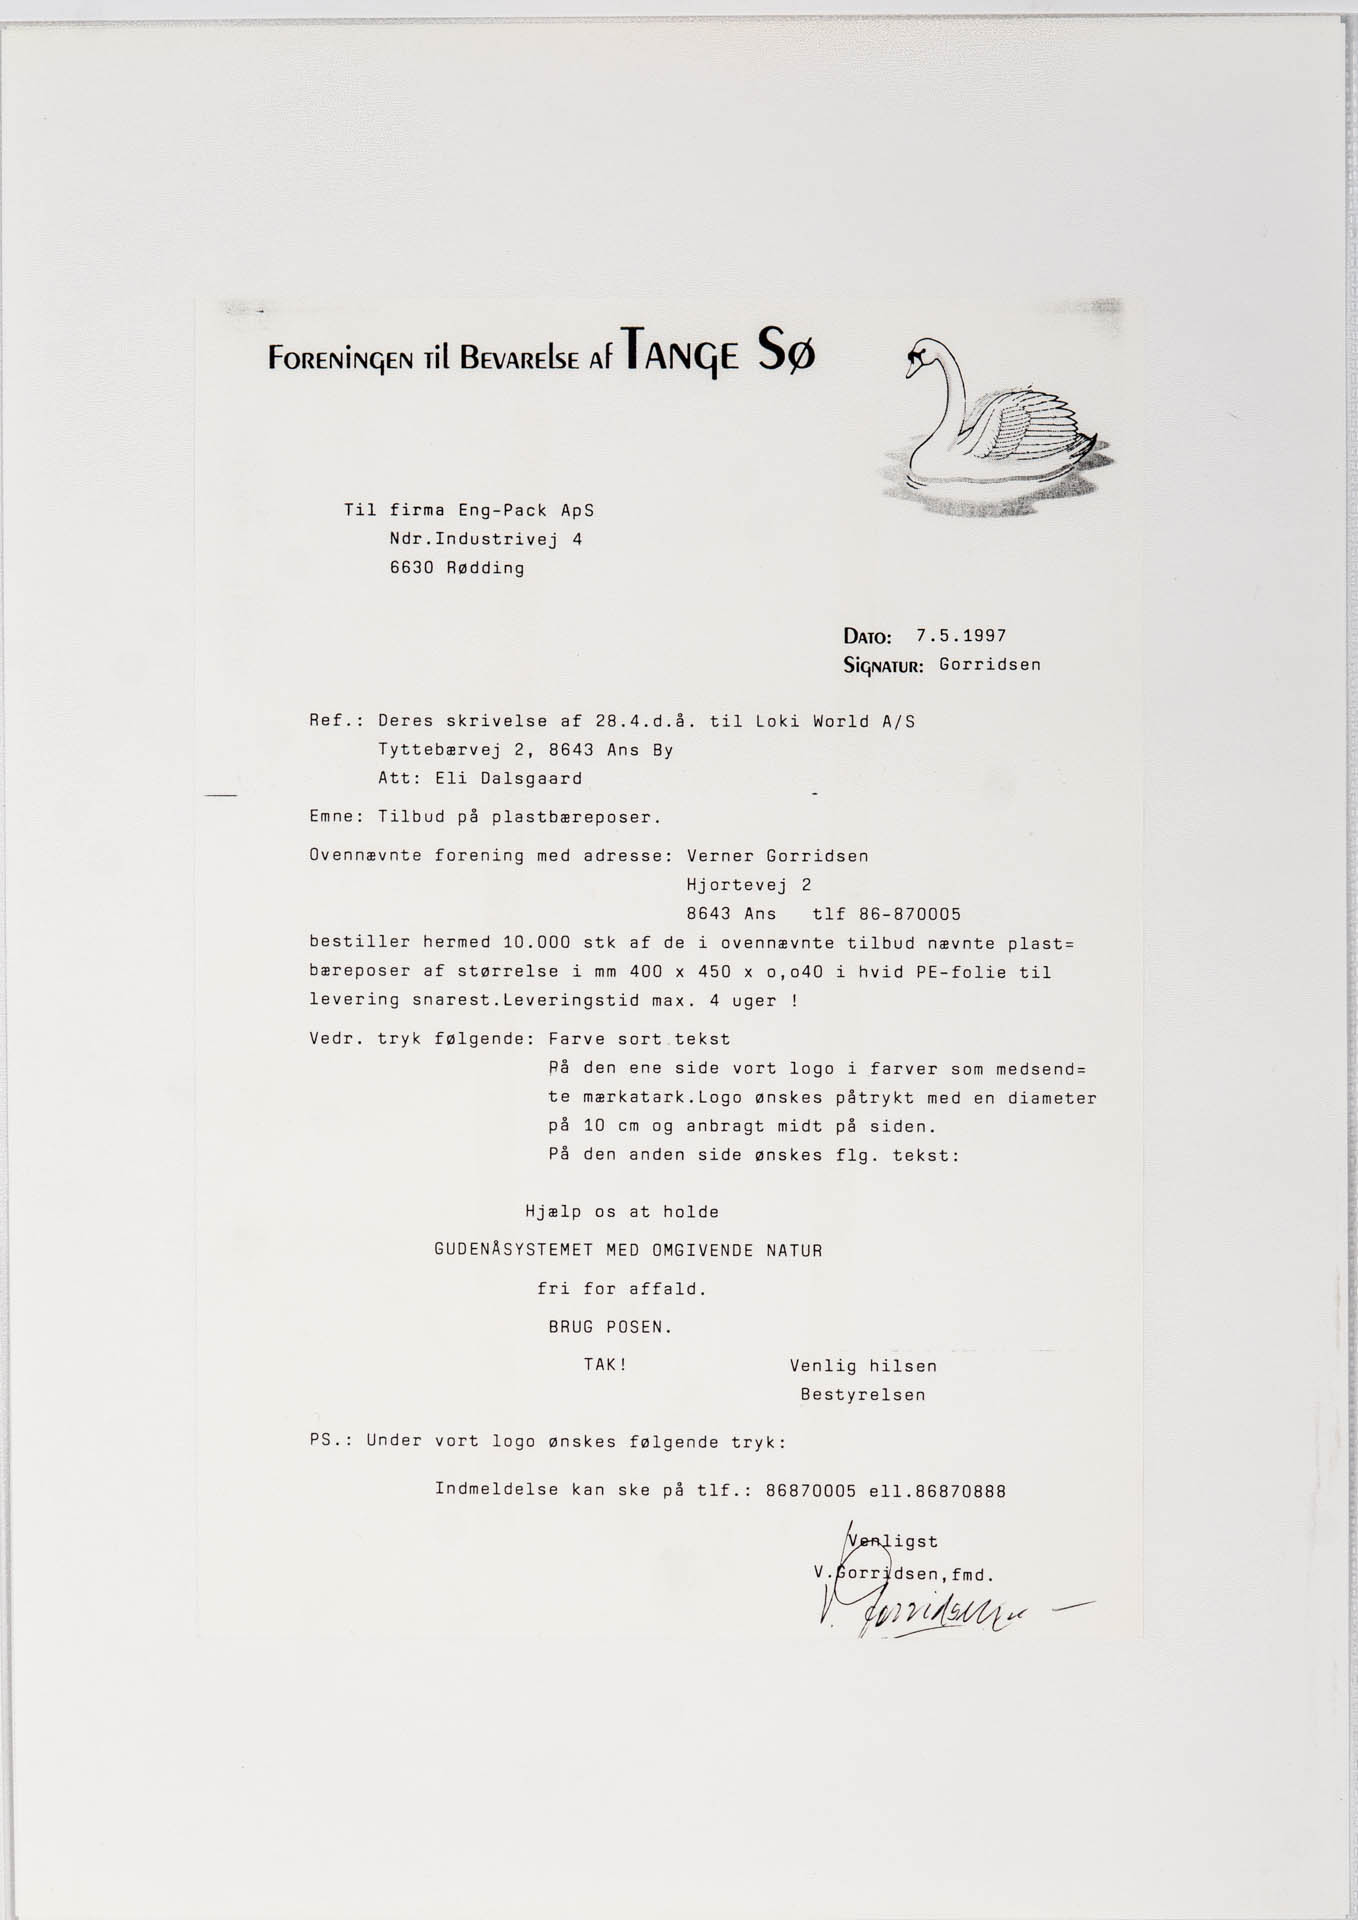 Foreningen til Bevarelse af Tange Sø
Til firma Eng-Pack ApS
Ndr.Industrivej 4
6630 Rødding
Dato: 7.5.1997
Signatur: Gorridsen
Ref.: Deres skrivelse af 28.4.d.å. til Loki World A/S
Tyttebærvej 2, 8643 Ans By
Att: Eli Dalsgaard
Emne: Tilbud på plastbæreposer.
Ovennævnte forening med adresse: Verner Gorridsen
Hjortevej 2
8643 Ans tlf 86-870005
bestiller hermed 10.000 stk af de i ovennævnte tilbud nævnte plast=
bæreposer af størrelse i mm 400 x 450 x o,o40 i hvid PE-folie til
levering snarest.Leveringstid max. 4 uger !
Vedr. tryk følgende: Farve sort tekst
På den ene side vort logo i farver som medsend=
te mærkatark.Logo ønskes påtrykt med en diameter
på 10 cm og anbragt midt på siden.
På den anden side ønskes flg. tekst:
Hjælp os at holde
GUDENÅSYSTEMET MED OMGIVENDE NATUR
fri for affald.
BRUG POSEN.
TAK! Venlig hilsen
Bestyrelsen
PS.: Under vort logo ønskes følgende tryk:
Indmeldelse kan ske på tlf.: 86870005 ell.86870888
Venligst
V.Gorridsen,fmd.
V. Gorridsen